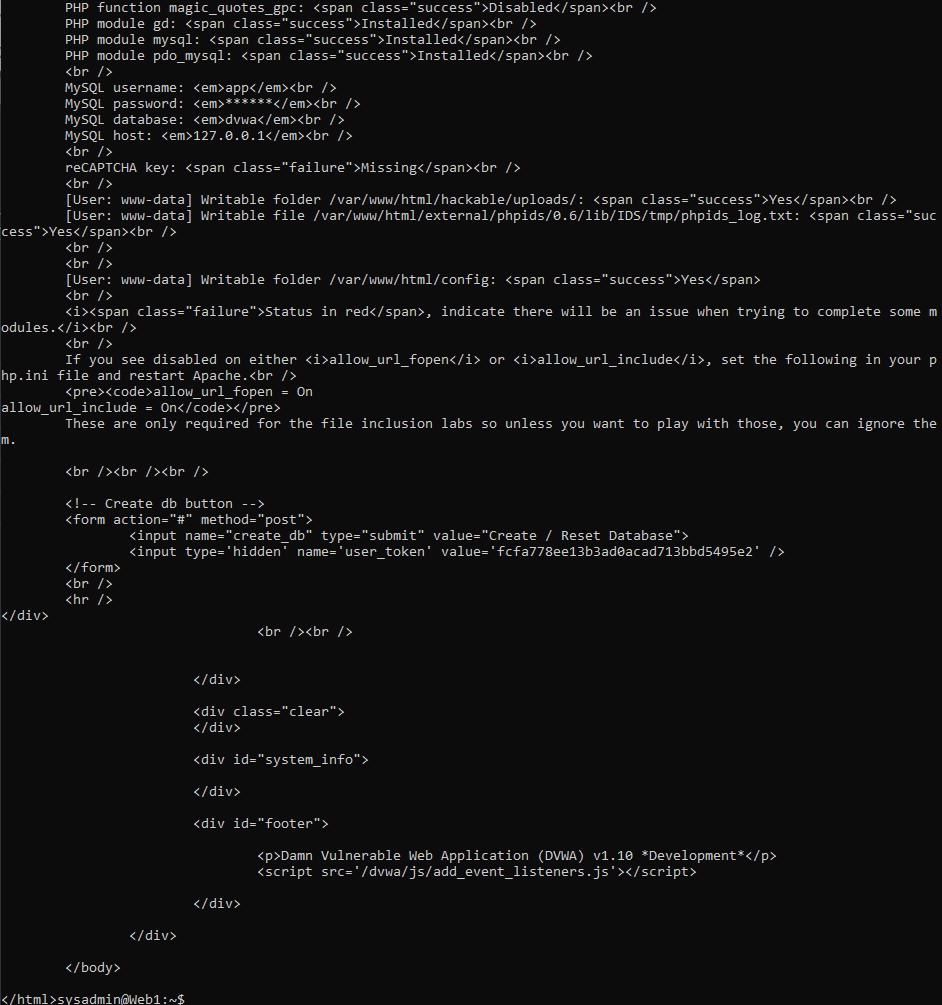 PHP function magic_quotes_gpc: <span class="success">Disabled</span><br />
PHP module gd: <span class="success">Installed</span><br />
PHP module mysql: <span class="success">Installed</span><br />
PHP module pdo_mysql: <span class="success">Installed</span><br />
<br />
MySQL username: <em>app</em><br />
MySQL password: <em>******</em><br />
MySQL database: <em>dvwa</em><br />
MySQL host: <em>127.0.0.1</em><br />
<br />
reCAPTCHA key: <span class="failure">Missing</span><br />
<br />
[User: www-data] Writable folder /var/www/html/hackable/uploads/: <span class="success">Yes</span><br />
[User: www-data] Writable file /var/www/html/external/phpids/0.6/lib/IDS/tmp/phpids_log.txt: <span class="suc
cess">Yes</span><br />
<br />
<br />
[User: www-data] Writable folder /var/www/html/config: <span class="success">Yes</span>
<br />
<i><span class="failure">Status in red</span>, indicate there will be an issue when trying to complete some m
odules.</i><br />
<br />
If you see disabled on either <i>allow_url_fopen</i> or <i>allow_url_include</i>, set the following in your p
hp.ini file and restart Apache.<br />
<pre><code>allow_url_fopen = On
allow_url_include = On</code></pre>
These are only required for the file inclusion labs so unless you want to play with those, you can ignore the
m.
<br /><br /><br />
<!-- Create db button -->
<form action="#" method="post">
<input name="create_db" type="submit" value="Create / Reset Database">
<input type='hidden' name='user_token' value='fcfa778ee13b3ad0acad713bbd5495e2' />
</form>
<br />
<hr />
</div>
<br /><br />
</div>
<div class="clear">
</div>
<div id="system_info">
</div>
<div id="footer">
<p>Damn Vulnerable Web Application (DVWA) v1.10 *Development*</p>
<script src='/dvwa/js/add_event_listeners.js'></script>
</div>
</div>
</body>
</html>sysadmin@Web1:~$